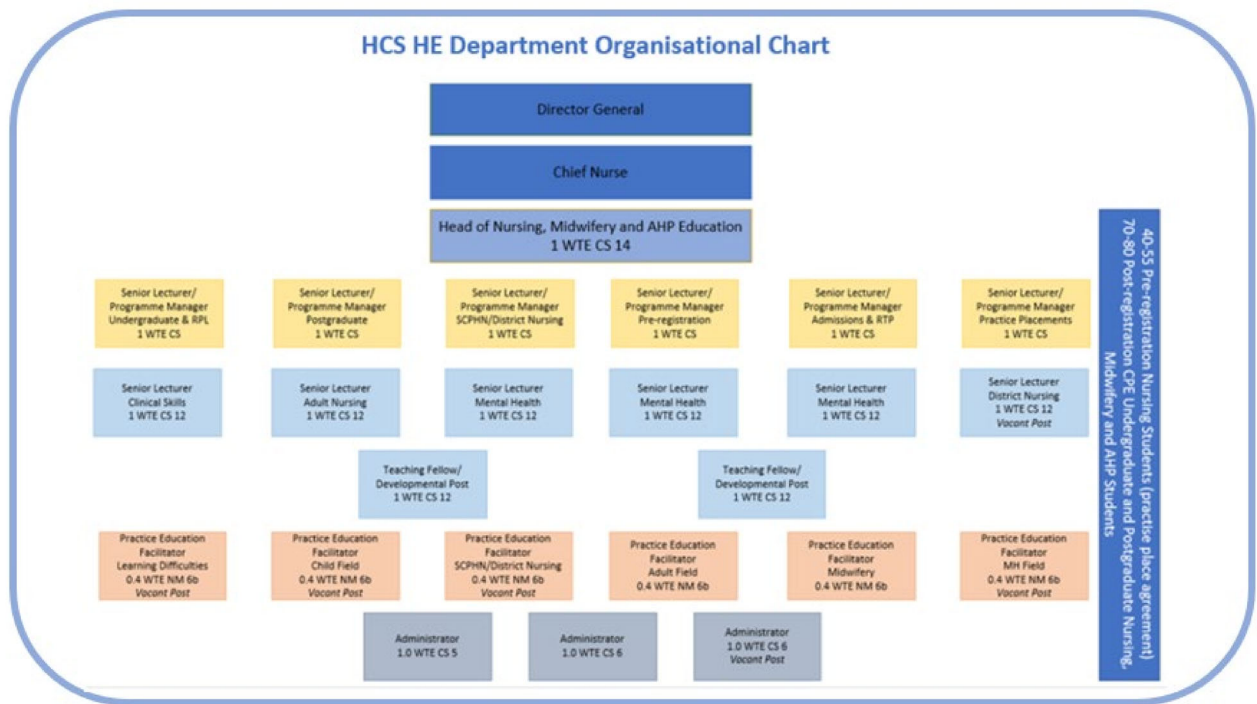 HCS HE Department Organisational Chart
Director General
Chief Nurse
Head of Nursing, Midwifery and AHP Education
1 WTE CS 14
Senior Lecturer/
Programme Manager
Undergraduate & RPL
1 WTE CS
Senior Lecturer/
Programme Manager
Postgraduate
1 WTE CS
Senior Lecturer/
Programme Manager
SCPHN/District Nursing
1 WTE CS
Senior Lecturer/
Programme Manager
Pre-registration
1 WTE CS
Senior Lecturer/
Programme Manager
Admissions & RTP
1 WTE CS
Senior Lecturer/
Programme Manager
Practice Placements
1 WTE CS
Senior Lecturer
Clinical Skills
1 WTE CS 12
Senior Lecturer
Adult Nursing
1 WTE CS 12
Senior Lecturer
Mental Health
1 WTE CS 12
Senior Lecturer
Mental Health
1 WTE CS 12
Senior Lecturer
Mental Health
1 WTE CS 12
Senior Lecturer
District Nursing
1 WTE CS 12
Vacant Post
Teaching Fellow/
Developmental Post
1 WTE CS 12
Teaching Fellow/
Developmental Post
1 WTE CS 12
Practice Education
Facilitator
Learning Difficulties
0.4 WTE NM 6b
Vacant Post
Practice Education
Facilitator
Child Field
0.4 WTE NM 6b
Vacant Post
Practice Education
Facilitator
SCPHN/District Nursing
0.4 WTE NM 6b
Vacant Post
Practice Education
Facilitator
Adult Field
0.4 WTE NM 6b
Practice Education
Facilitator
Midwifery
0.4 WTE NM 6b
Practice Education
Facilitator
MH Field
0.4 WTE NM 6b
Vacant Post
Administrator
1.0 WTE CS 5
Administrator
1.0 WTE CS 6
Administrator
1.0 WTE CS 6
Vacant Post
40-55 Pre-registration Nursing Students (practise place agreement)
70-80 Post-registration CPE Undergraduate and Postgraduate Nursing,
Midwifery and AHP Students